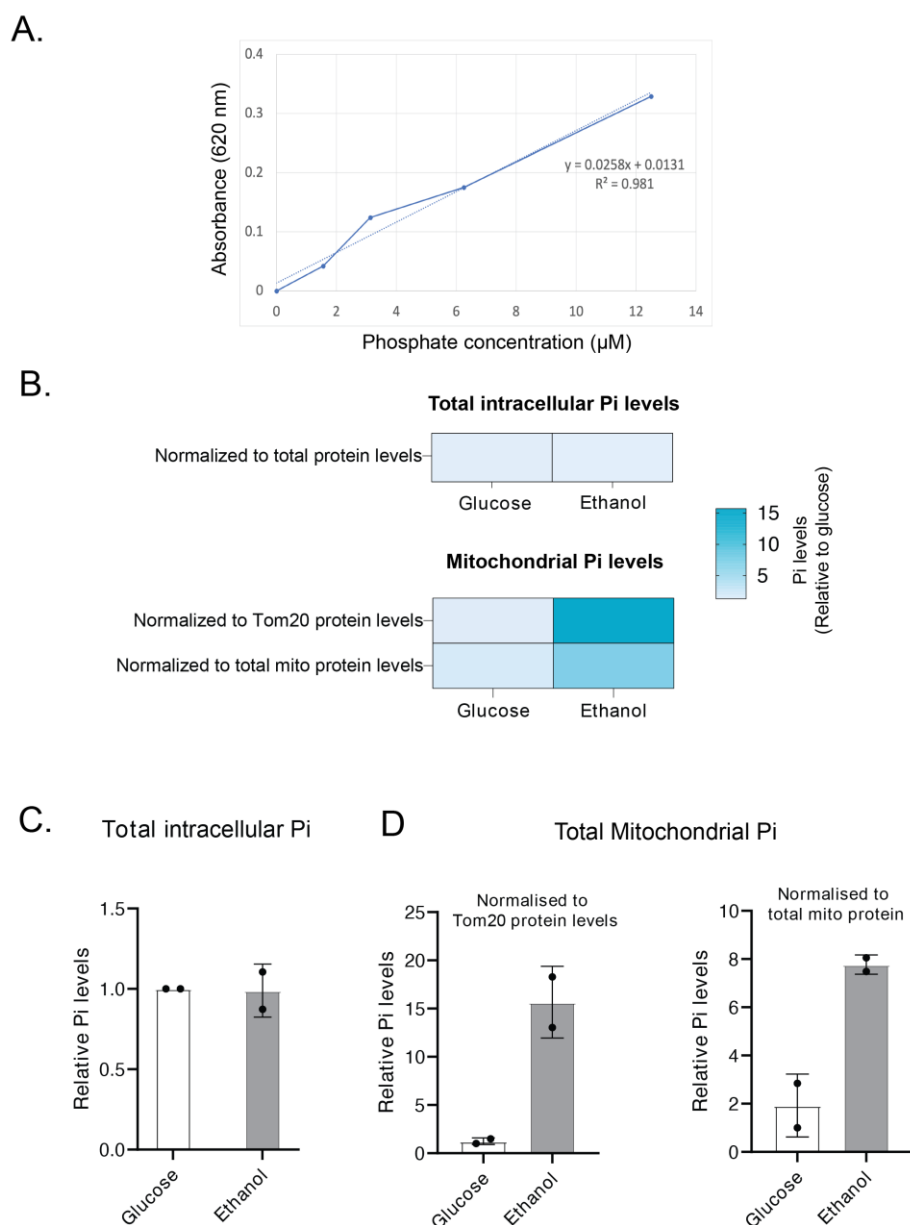 A.
Absorbance (620 nm)
0.4
0.3
0.2
0.1
0
y = 0.0258x + 0.0131
R² = 0.981
0 2 4 6 8 10 12 14
Phosphate concentration (µM)
B.
Total intracellular Pi levels
Normalized to total protein levels
Glucose Ethanol
Mitochondrial Pi levels
Normalized to Tom20 protein levels
Normalized to total mito protein levels
Glucose Ethanol
15
10
5
Pi levels
(Relative to glucose)
C.
Total intracellular Pi
Relative Pi levels
1.5
1.0
0.5
0.0
Glucose
Ethanol
D
Total Mitochondrial Pi
Normalised to
Tom20 protein levels
Relative Pi levels
25
20
15
10
5
0
Glucose
Ethanol
Normalised to
total mito protein
Relative Pi levels
10
8
6
4
2
0
Glucose
Ethanol